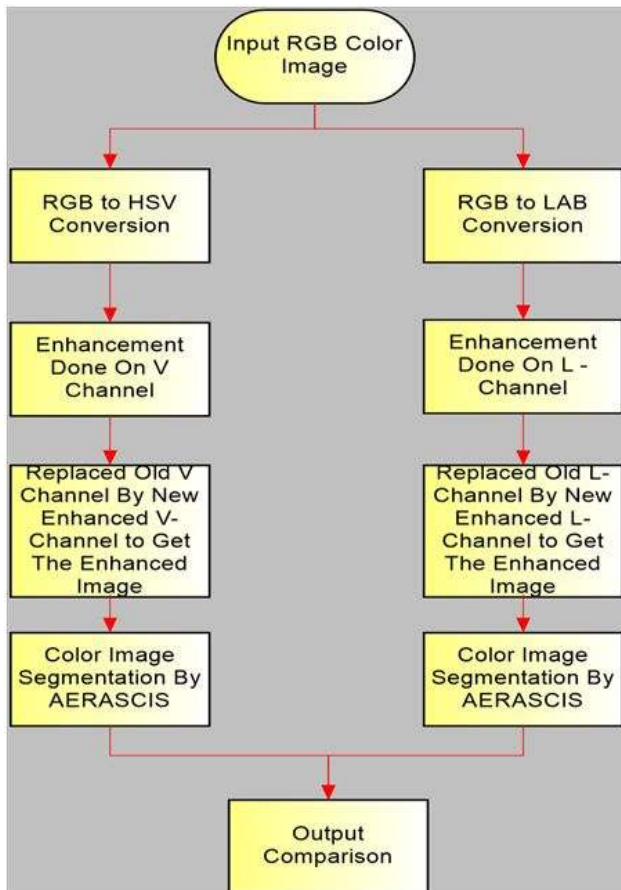 Input RGB Color
Image
RGB to HSV
Conversion
Enhancement
Done On V
Channel
Replaced Old V
Channel By New
Enhanced V-
Channel to Get
The Enhanced
Image
Color Image
Segmentation By
AERASCIS
RGB to LAB
Conversion
Enhancement
Done On L -
Channel
Replaced Old L-
Channel By New
Enhanced L-
Channel to Get
The Enhanced
Image
Color Image
Segmentation By
AERASCIS
Output
Comparison